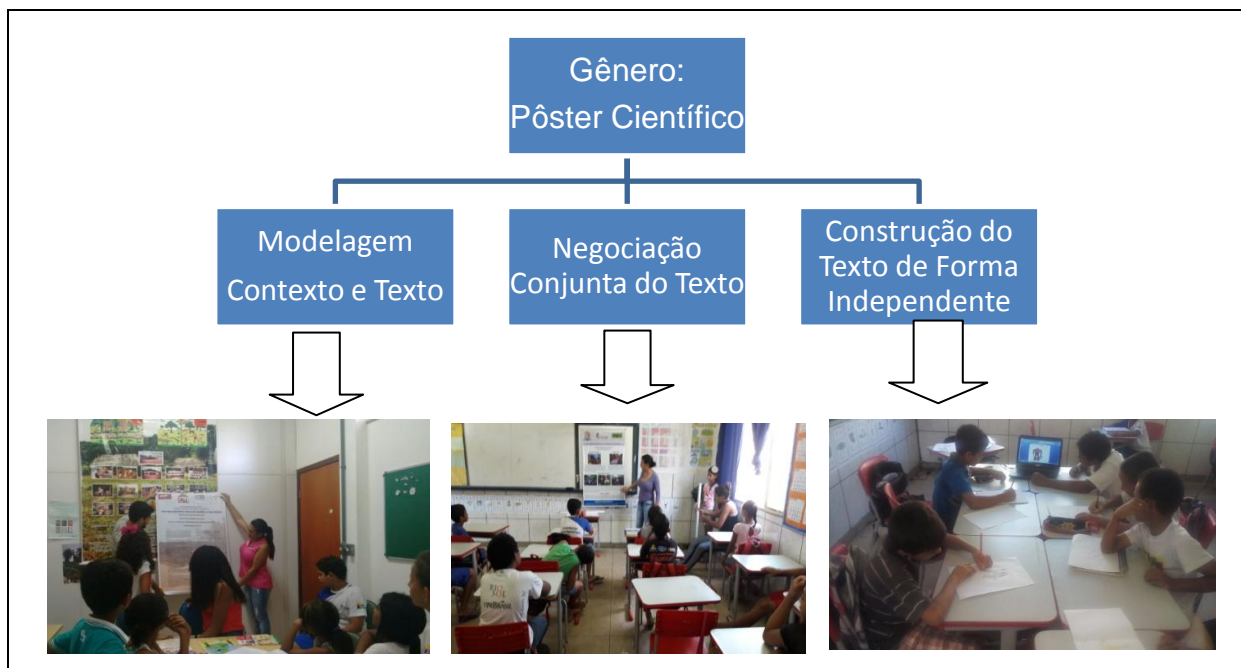 Gênero:
Pôster Científico
Modelagem
Contexto e Texto
Negociação
Conjunta do Texto
Construção do
Texto de Forma
Independente